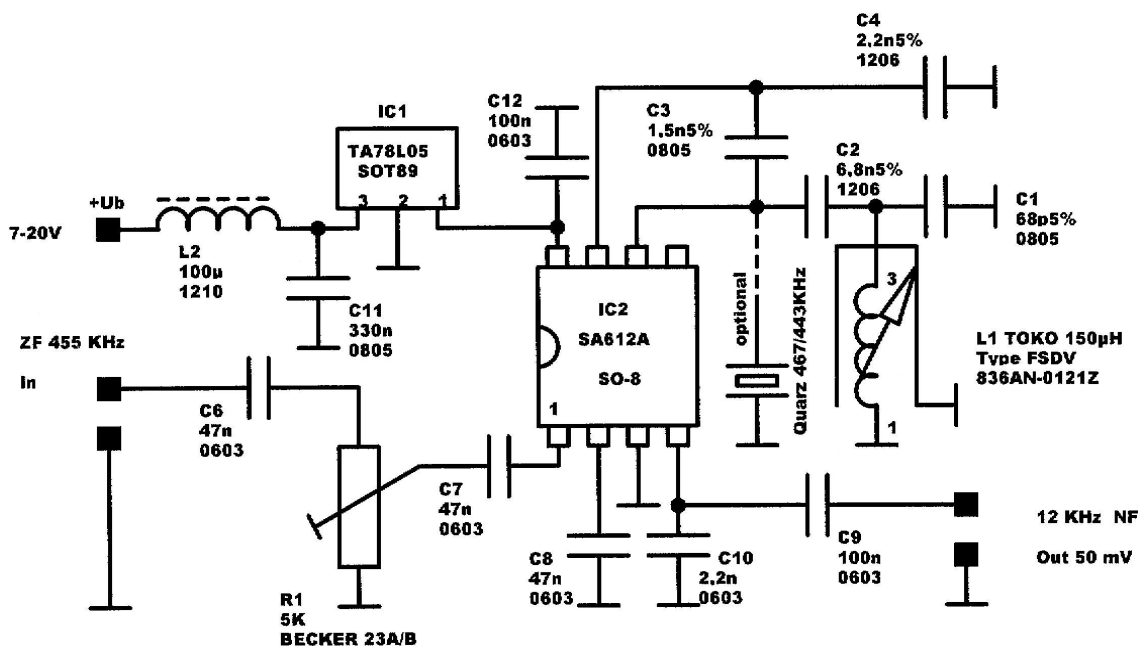 C4
2,2n5%
1206
IC1
TA78L05
SOT89
3 2 1
C12
100n
0603
C3
1,5n5%
0805
C2
6,8n5%
1206
C1
68p5%
0805
+Ub
7-20V
L2
100µ
1210
C11
330n
0805
IC2
SA612A
SO-8
1
optional
Quarz 467/443KHz
3
1
L1 TOKO 150µH
Type FSDV
836AN-0121Z
ZF 455 KHz
In
C6
47n
0603
C7
47n
0603
R1
5K
BECKER 23A/B
C8
47n
0603
C10
2,2n
0603
C9
100n
0603
12 KHz NF
Out 50 mV